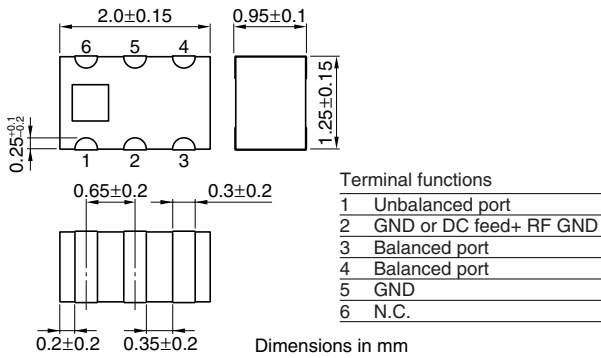 2.0±0.15
0.95±0.1
6 5 4
1.25±0.15
0.25+0.1-0.2
1 2 3
0.65±0.2
0.3±0.2
0.2±0.2
0.35±0.2
Dimensions in mm
Terminal functions
1 Unbalanced port
2 GND or DC feed+ RF GND
3 Balanced port
4 Balanced port
5 GND
6 N.C.